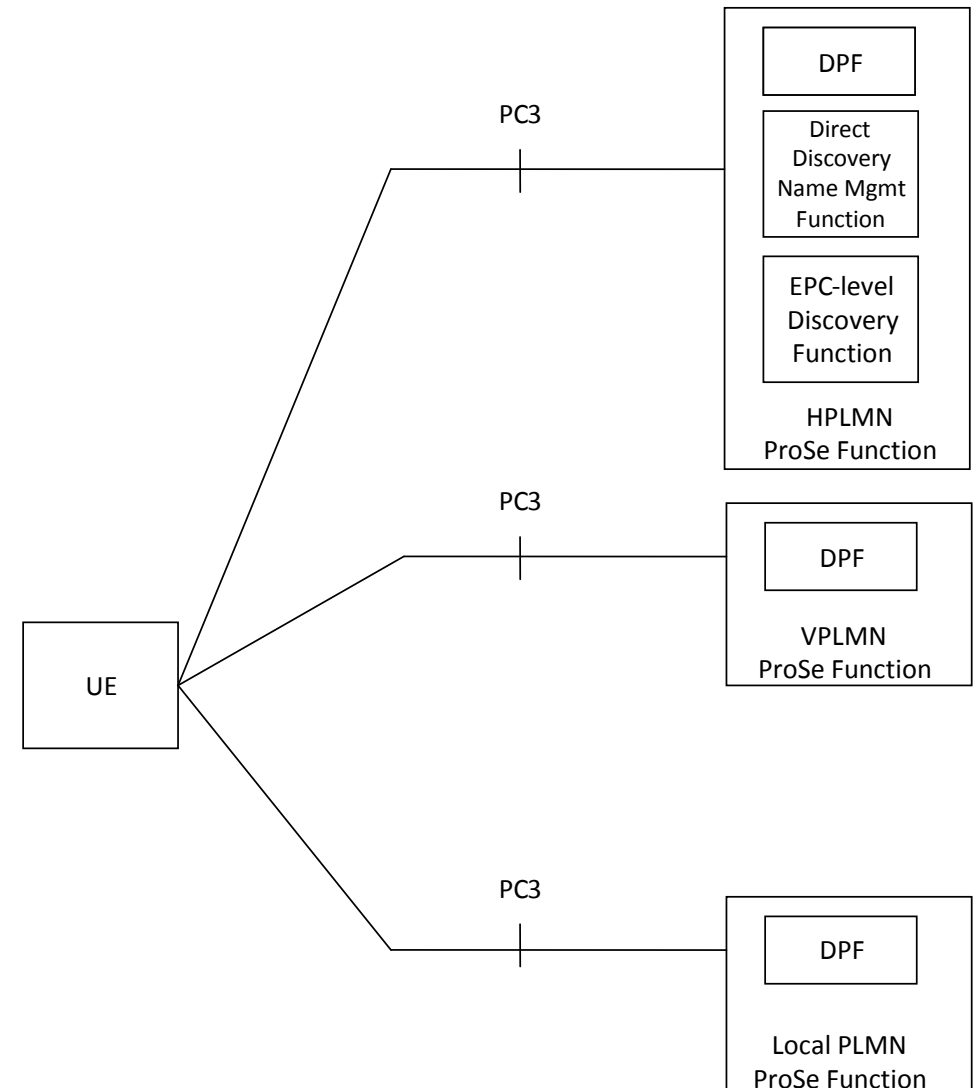 DPF
PC3
Direct
Discovery
Name Mgmt
Function
EPC-level
Discovery
Function
HPLMN
ProSe Function
PC3
DPF
VPLMN
ProSe Function
UE
PC3
DPF
Local PLMN
ProSe Function